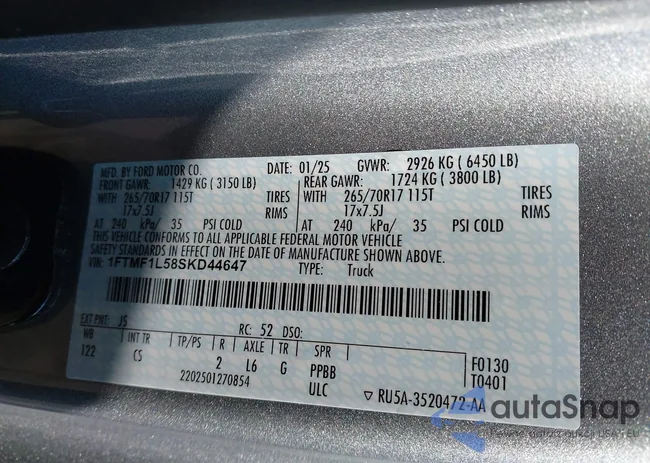 MFD. BY FORD MOTOR CO. DATE: 01/25 GVWR: 2926 KG ( 6450 LB)
FRONT GAWR: 1429 KG ( 3150 LB) REAR GAWR: 1724 KG ( 3800 LB)
WITH 265/70R17 115T TIRES WITH 265/70R17 115T TIRES
17x7.5J RIMS 17x7.5J RIMS
AT 240 kPa/ 35 PSI COLD AT 240 kPa/ 35 PSI COLD
THIS VEHICLE CONFORMS TO ALL APPLICABLE FEDERAL MOTOR VEHICLE
SAFETY STANDARDS IN EFFECT ON THE DATE OF MANUFACTURE SHOWN ABOVE.
VIN: 1FTMF1L58SKD44647 TYPE: Truck
EXT PNT: JS RC: 52 DSO:
WB INT TR TP/PS R AXLE TR SPR F0130
122 CS 2 L6 G PPBB T0401
2202501270854 ULC RU5A-3520472-AA
autoSnap